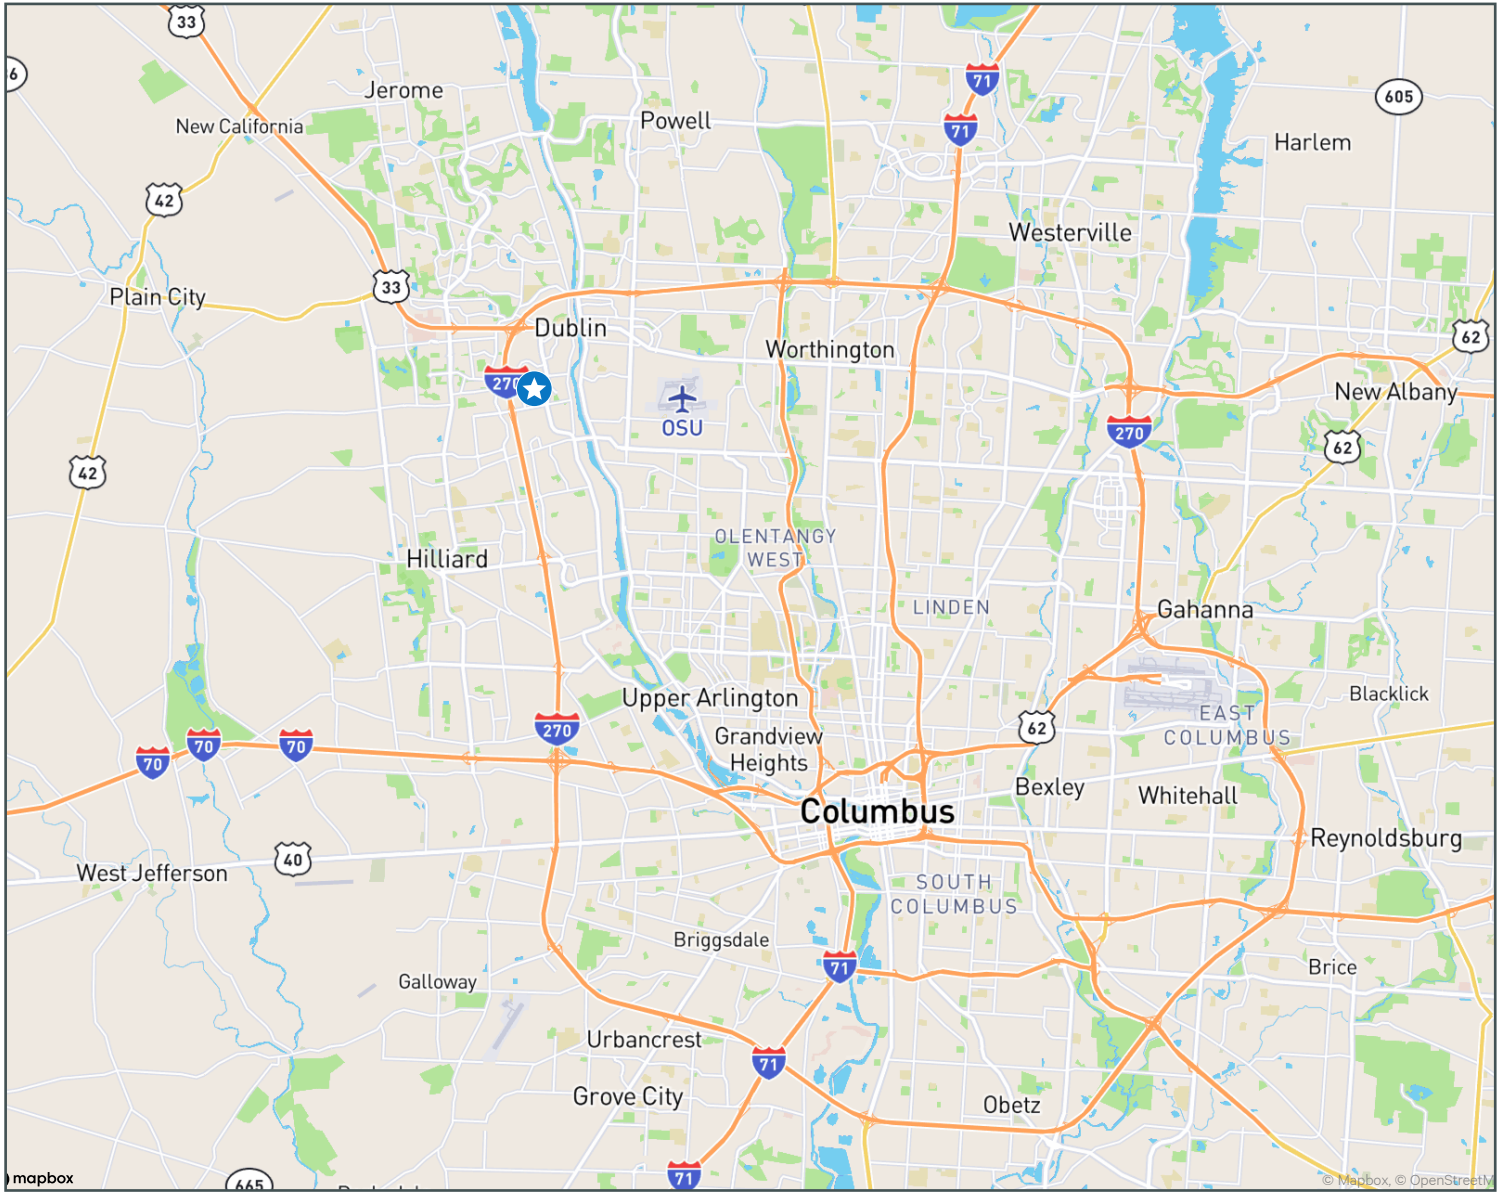 33
71
6
Jerome
605
New California
Powell
71
Harlem
42
Westerville
33
Plain City
Dublin
62
Worthington
270
New Albany
OSU
270
62
42
OLENTANGY
WEST
Hilliard
LINDEN
Gahanna
Upper Arlington
Blacklick
EAST
COLUMBUS
270
62
Grandview
Heights
70
70
70
Bexley
Whitehall
Columbus
Reynoldsburg
40
West Jefferson
SOUTH
COLUMBUS
Briggsdale
71
Brice
Galloway
Urbancrest
71
Grove City
Obetz
71
mapbox
665
© Mapbox, © OpenStreetM